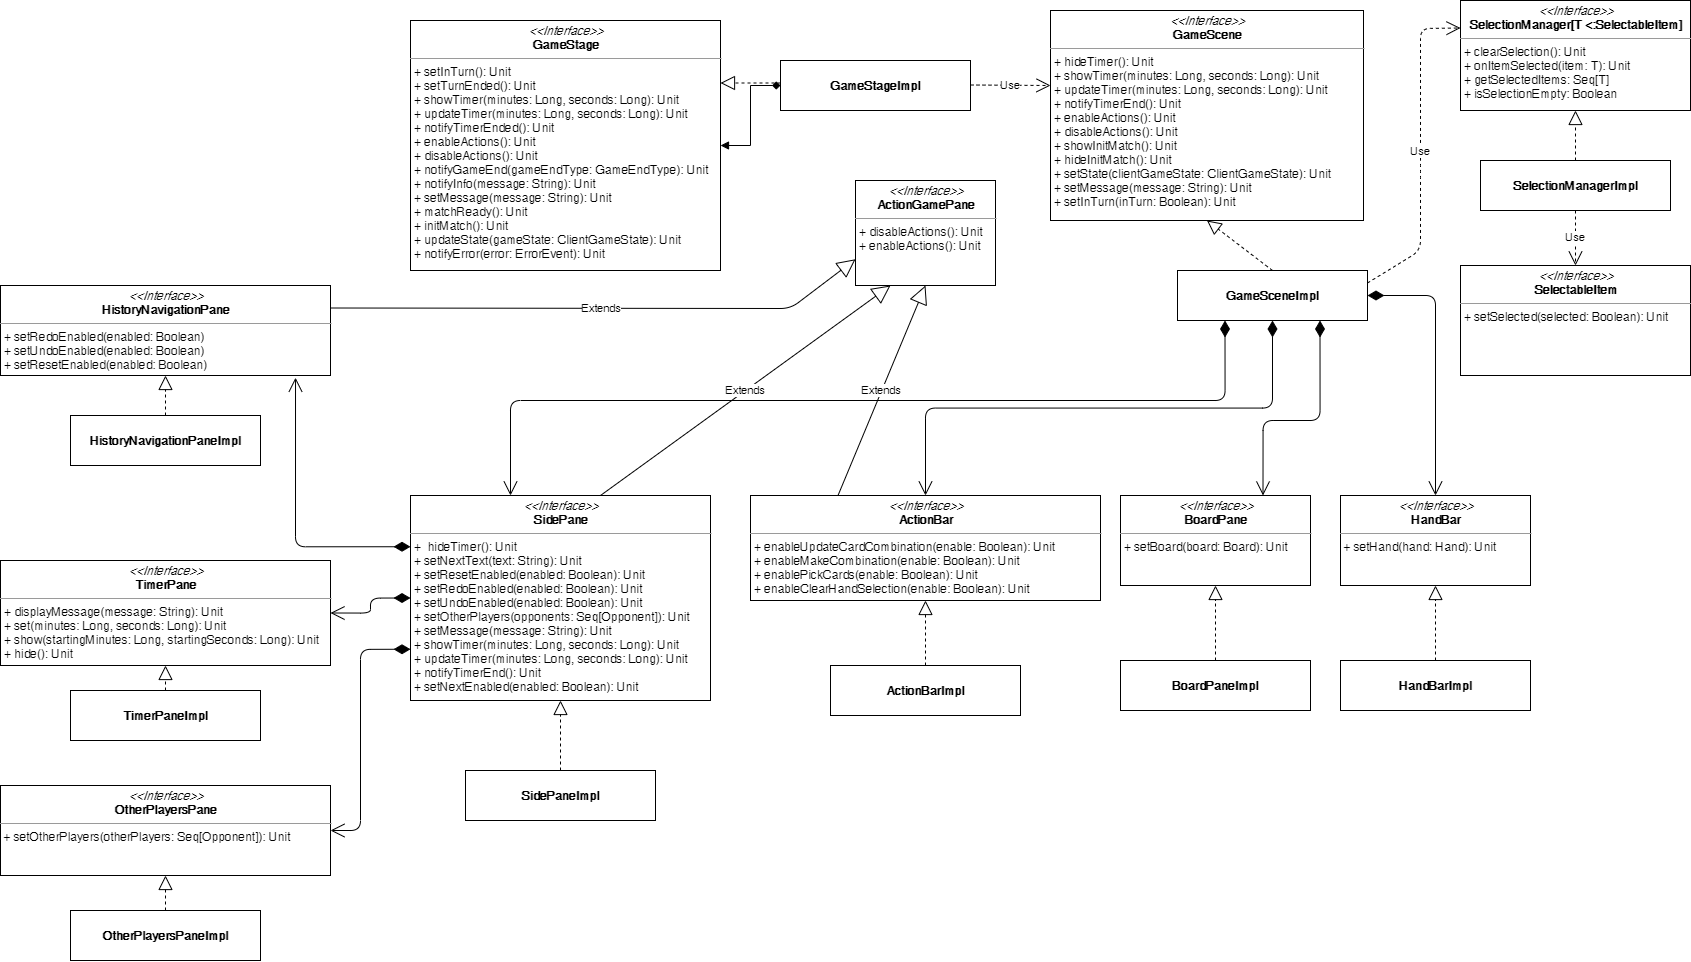 <<Interface>>
GameStage
+ setInTurn(): Unit
+ setTurnEnded(): Unit
+ showTimer(minutes: Long, seconds: Long): Unit
+ updateTimer(minutes: Long, seconds: Long): Unit
+ notifyTimerEnded(): Unit
+ enableActions(): Unit
+ disableActions(): Unit
+ notifyGameEnd(gameEndType: GameEndType): Unit
+ notifyInfo(message: String): Unit
+ setMessage(message: String): Unit
+ matchReady(): Unit
+ initMatch(): Unit
+ updateState(gameState: ClientGameState): Unit
+ notifyError(error: ErrorEvent): Unit
GameStageImpl
Use
<<Interface>>
GameScene
+ hideTimer(): Unit
+ showTimer(minutes: Long, seconds: Long): Unit
+ updateTimer(minutes: Long, seconds: Long): Unit
+ notifyTimerEnd(): Unit
+ enableActions(): Unit
+ disableActions(): Unit
+ showInitMatch(): Unit
+ hideInitMatch(): Unit
+ setState(clientGameState: ClientGameState): Unit
+ setMessage(message: String): Unit
+ setInTurn(inTurn: Boolean): Unit
Use
<<Interface>>
SelectionManager[T <:SelectableItem]
+ clearSelection(): Unit
+ onItemSelected(item: T): Unit
+ getSelectedItems: Seq[T]
+ isSelectionEmpty: Boolean
SelectionManagerImpl
Use
<<Interface>>
SelectableItem
+ setSelected(selected: Boolean): Unit
<<Interface>>
ActionGamePane
+ disableActions(): Unit
+ enableActions(): Unit
GameSceneImpl
<<Interface>>
HistoryNavigationPane
+ setRedoEnabled(enabled: Boolean)
+ setUndoEnabled(enabled: Boolean)
+ setResetEnabled(enabled: Boolean)
Extends
Extends
Extends
HistoryNavigationPaneImpl
<<Interface>>
SidePane
+  hideTimer(): Unit
+ setNextText(text: String): Unit
+ setResetEnabled(enabled: Boolean): Unit
+ setRedoEnabled(enabled: Boolean): Unit
+ setUndoEnabled(enabled: Boolean): Unit
+ setOtherPlayers(opponents: Seq[Opponent]): Unit
+ setMessage(message: String): Unit
+ showTimer(minutes: Long, seconds: Long): Unit
+ updateTimer(minutes: Long, seconds: Long): Unit
+ notifyTimerEnd(): Unit
+ setNextEnabled(enabled: Boolean): Unit
<<Interface>>
ActionBar
+ enableUpdateCardCombination(enable: Boolean): Unit
+ enableMakeCombination(enable: Boolean): Unit
+ enablePickCards(enable: Boolean): Unit
+ enableClearHandSelection(enable: Boolean): Unit
<<Interface>>
BoardPane
+ setBoard(board: Board): Unit
<<Interface>>
HandBar
+ setHand(hand: Hand): Unit
<<Interface>>
TimerPane
+ displayMessage(message: String): Unit
+ set(minutes: Long, seconds: Long): Unit
+ show(startingMinutes: Long, startingSeconds: Long): Unit
+ hide(): Unit
TimerPaneImpl
ActionBarImpl
BoardPaneImpl
HandBarImpl
SidePaneImpl
<<Interface>>
OtherPlayersPane
+ setOtherPlayers(otherPlayers: Seq[Opponent]): Unit
OtherPlayersPaneImpl